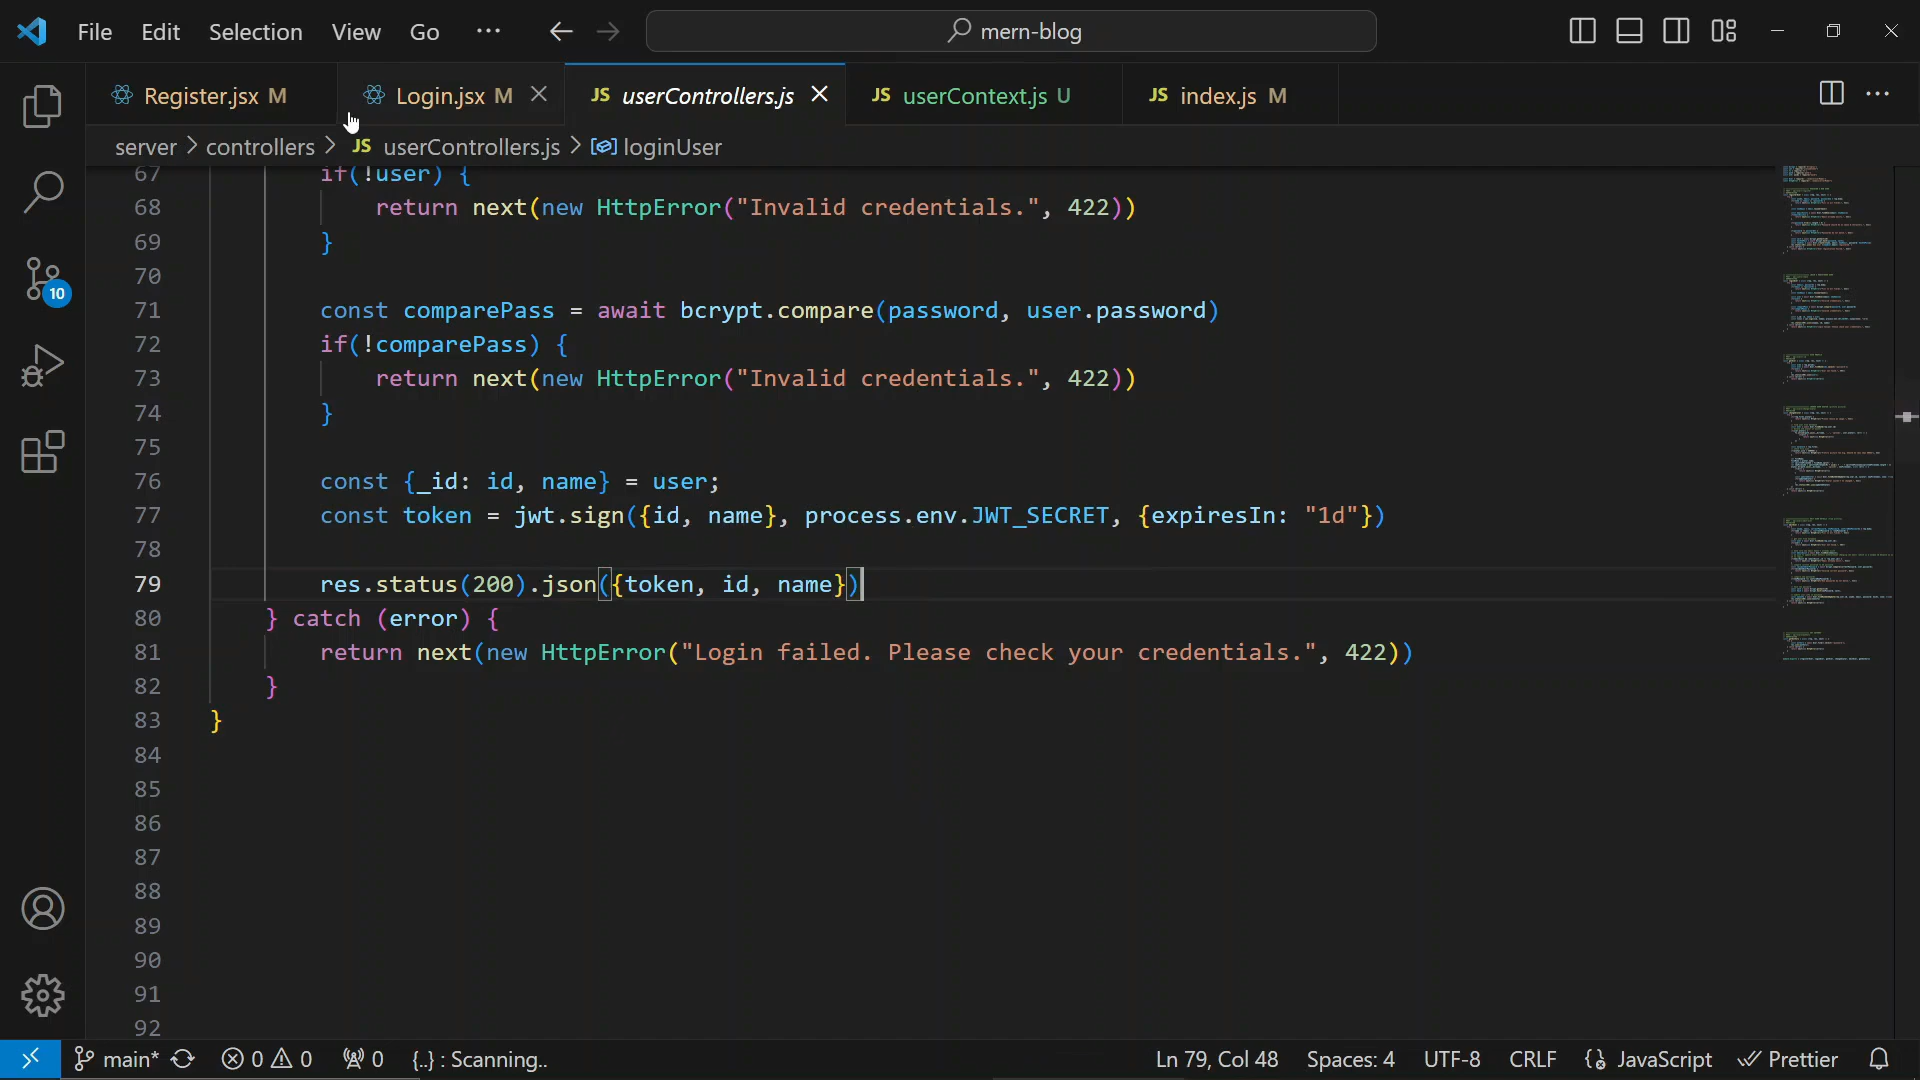 File Edit Selection View Go ··· mern-blog
Register.jsx M Login.jsx M JS userControllers.js JS userContext.js U JS index.js M
server > controllers > JS userControllers.js > loginUser
67 if(!user) {
68 return next(new HttpError("Invalid credentials.", 422))
69 }
70
71 const comparePass = await bcrypt.compare(password, user.password)
72 if(!comparePass) {
73 return next(new HttpError("Invalid credentials.", 422))
74 }
75
76 const {_id: id, name} = user;
77 const token = jwt.sign({id, name}, process.env.JWT_SECRET, {expiresIn: "1d"})
78
79 res.status(200).json({token, id, name})
80 } catch (error) {
81 return next(new HttpError("Login failed. Please check your credentials.", 422))
82 }
83 }
84
85
86
87
88
89
90
91
92
10
main* 0 0 0 {..} : Scanning.. Ln 79, Col 48 Spaces: 4 UTF-8 CRLF JavaScript Prettier